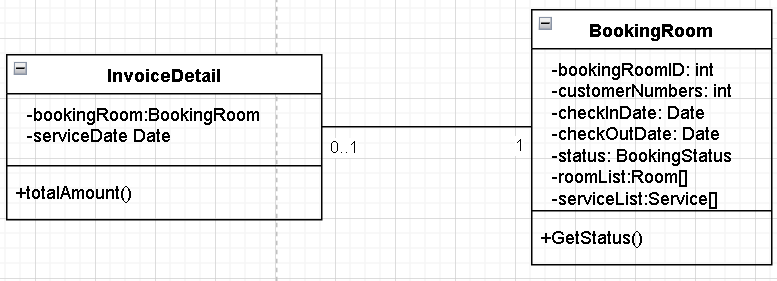 InvoiceDetail
-bookingRoom:BookingRoom
-serviceDate Date
+totalAmount()
0..1
1
BookingRoom
-bookingRoomID: int
-customerNumbers: int
-checkInDate: Date
-checkOutDate: Date
-status: BookingStatus
-roomList:Room[]
-serviceList:Service[]
+GetStatus()